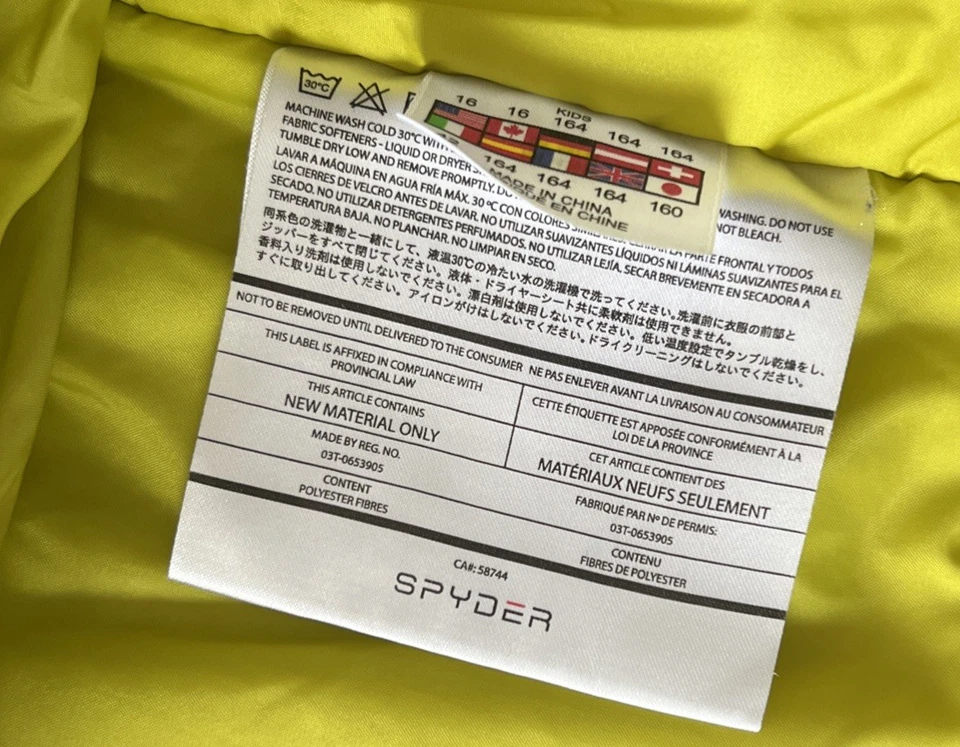 30°C
16 16 KIDS 164 164 164
164 164 164 160
MADE IN CHINA
EN CHINE
MACHINE WASH COLD 30°C WITH WASHING. DO NOT USE
FABRIC SOFTENERS - LIQUID OR DRYER NOT BLEACH.
TUMBLE DRY LOW AND REMOVE PROMPTLY.
LAVAR A MÁQUINA EN AGUA FRÍA MÁX. 30 °C CON COLORES PARTE FRONTAL Y TODOS
LOS CIERRES DE VELCRO ANTES DE LAVAR. NO UTILIZAR SUAVIZANTES LÍQUIDOS NI LÁMINAS SUAVIZANTES PARA EL
SECADO. NO UTILIZAR DETERGENTES PERFUMADOS. NO UTILIZAR LEJÍA, SECAR BREVEMENTE EN SECADORA A
TEMPERATURA BAJA. NO PLANCHAR. NO LIMPIAR EN SECO.
同系色の洗濯物と一緒にして、液温30℃の冷たい水の洗濯機で洗ってください。洗濯前に衣服の前部と
ジッパーをすべて閉じてください。液体・ドライヤーシート共に柔軟剤は使用できません。
香料入り洗剤は使用しないでください。漂白剤は使用しないでください。低い温度設定でタンブル乾燥をし、
すぐに取り出してください。アイロンがけはしないでください。ドライクリーニングはしないでください。
NOT TO BE REMOVED UNTIL DELIVERED TO THE CONSUMER NE PAS ENLEVER AVANT LA LIVRAISON AU CONSOMMATEUR
THIS LABEL IS AFFIXED IN COMPLIANCE WITH
PROVINCIAL LAW
THIS ARTICLE CONTAINS
NEW MATERIAL ONLY
MADE BY REG. NO.
03T-0653905
CONTENT
POLYESTER FIBRES
CETTE ÉTIQUETTE EST APPOSÉE CONFORMÉMENT À LA
LOI DE LA PROVINCE
CET ARTICLE CONTIENT DES
MATÉRIAUX NEUFS SEULEMENT
FABRIQUÉ PAR Nº DE PERMIS:
03T-0653905
CONTENU
FIBRES DE POLYESTER
CA#: 58744
SPYDER